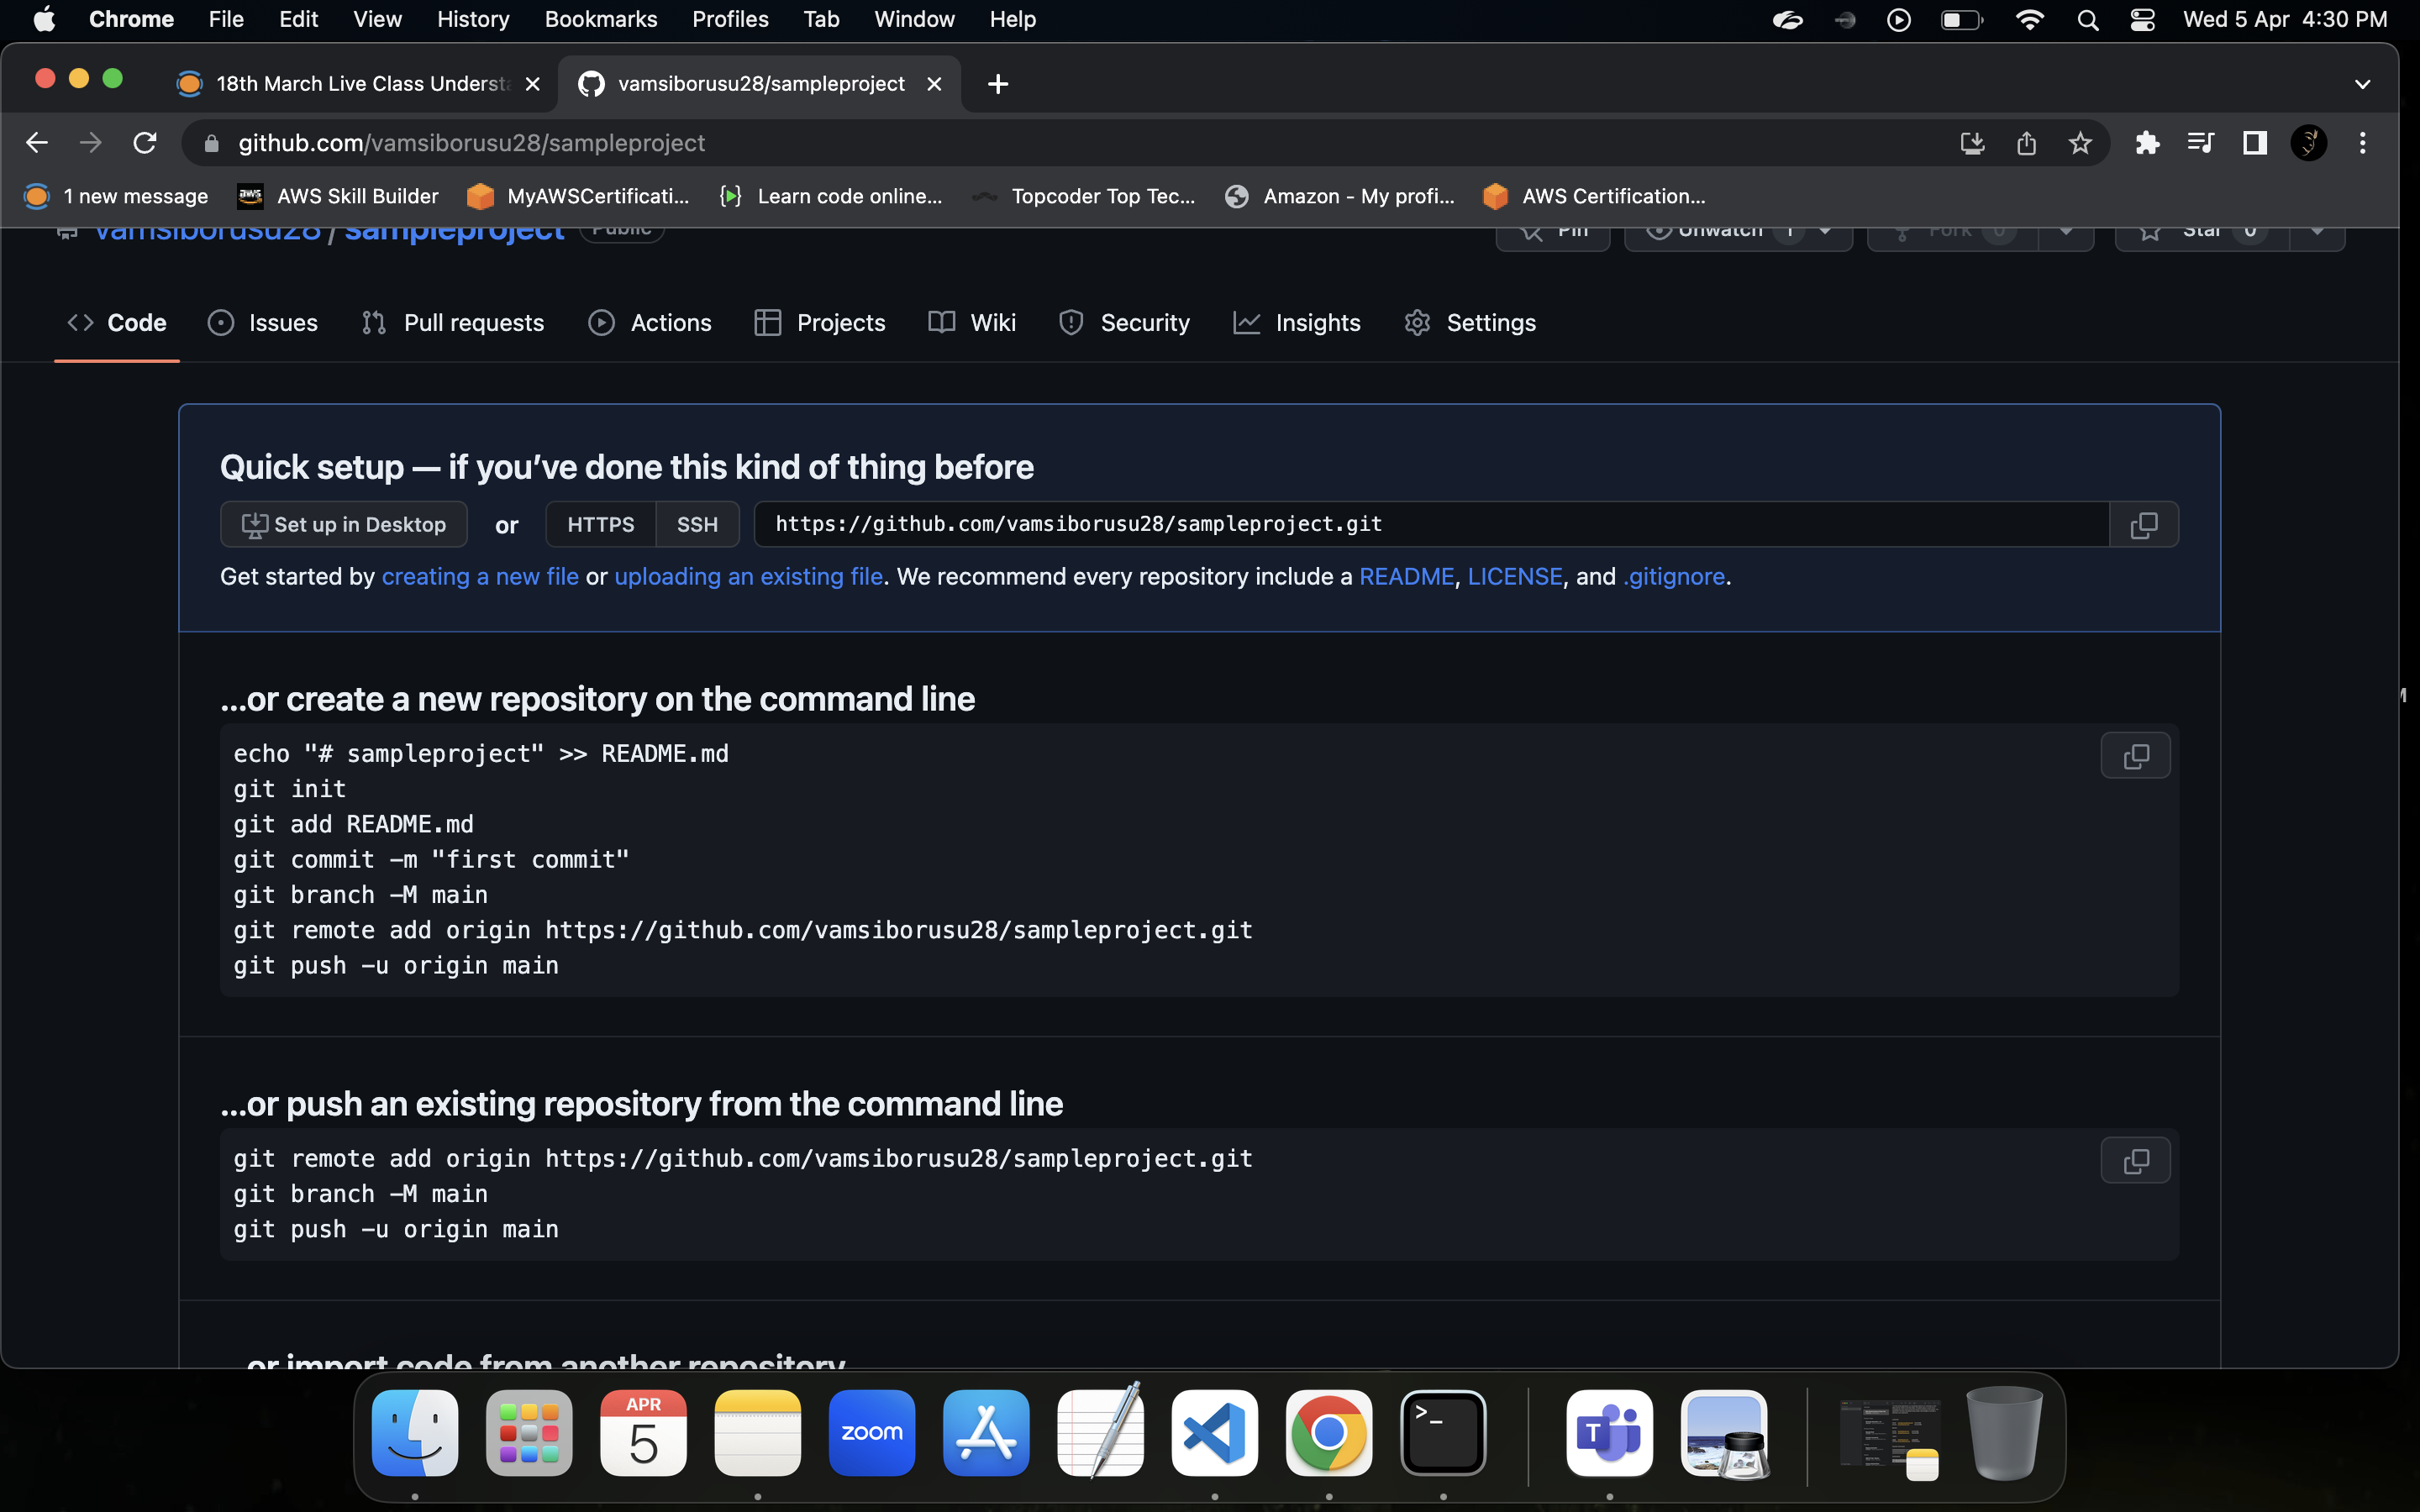 Chrome File Edit View History Bookmarks Profiles Tab Window Help Wed 5 Apr 4:30 PM
18th March Live Class Understa vamsiborusu28/sampleproject
github.com/vamsiborusu28/sampleproject
1 new message AWS Skill Builder MyAWSCertificati... Learn code online... Topcoder Top Tec... Amazon - My profi... AWS Certification...
vamsiborusu28 / sampleproject Public Pin Unwatch 1 Fork 0 Star 0
Code Issues Pull requests Actions Projects Wiki Security Insights Settings
Quick setup — if you’ve done this kind of thing before
Set up in Desktop or HTTPS SSH https://github.com/vamsiborusu28/sampleproject.git
Get started by creating a new file or uploading an existing file. We recommend every repository include a README, LICENSE, and .gitignore.
...or create a new repository on the command line
echo "# sampleproject" >> README.md
git init
git add README.md
git commit -m "first commit"
git branch -M main
git remote add origin https://github.com/vamsiborusu28/sampleproject.git
git push -u origin main
...or push an existing repository from the command line
git remote add origin https://github.com/vamsiborusu28/sampleproject.git
git branch -M main
git push -u origin main
or import code from another repository
APR
5
zoom
T